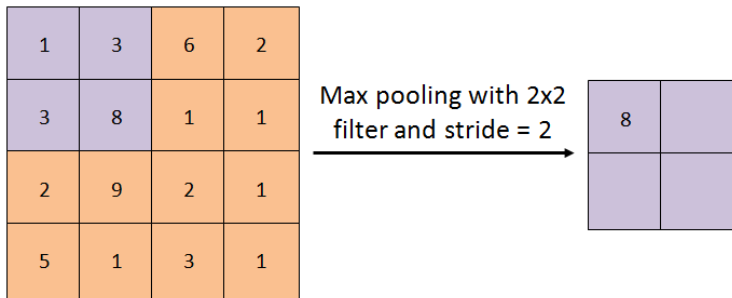 1 3 6 2
3 8 1 1
2 9 2 1
5 1 3 1
Max pooling with 2x2
filter and stride = 2
8